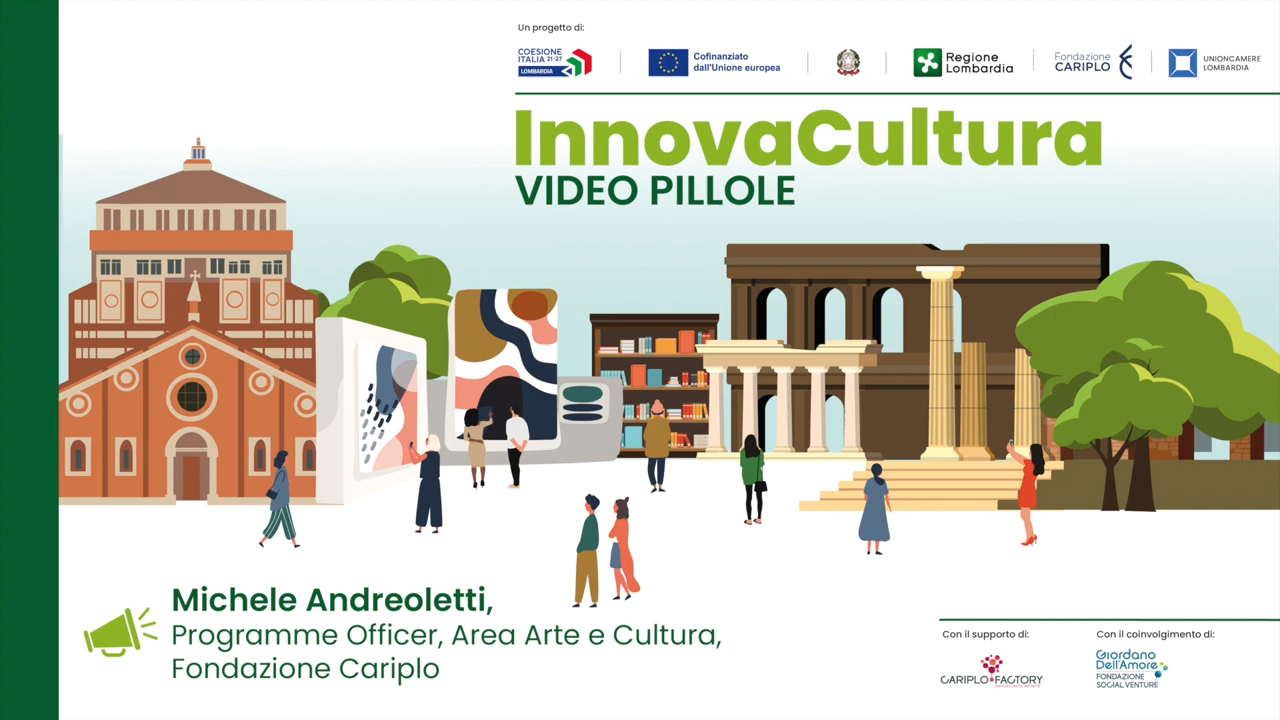 Un progetto di:
COESIONE
ITALIA 21-27
LOMBARDIA
Cofinanziato
dall'Unione europea
Regione
Lombardia
Fondazione
CARIPLO
UNIONCAMERE
LOMBARDIA
InnovaCultura
VIDEO PILLOLE
Michele Andreoletti,
Programme Officer, Area Arte e Cultura,
Fondazione Cariplo
Con il supporto di:
CARIPLO FACTORY
Con il coinvolgimento di:
Giordano
Dell'Amore
FONDAZIONE
SOCIAL VENTURE